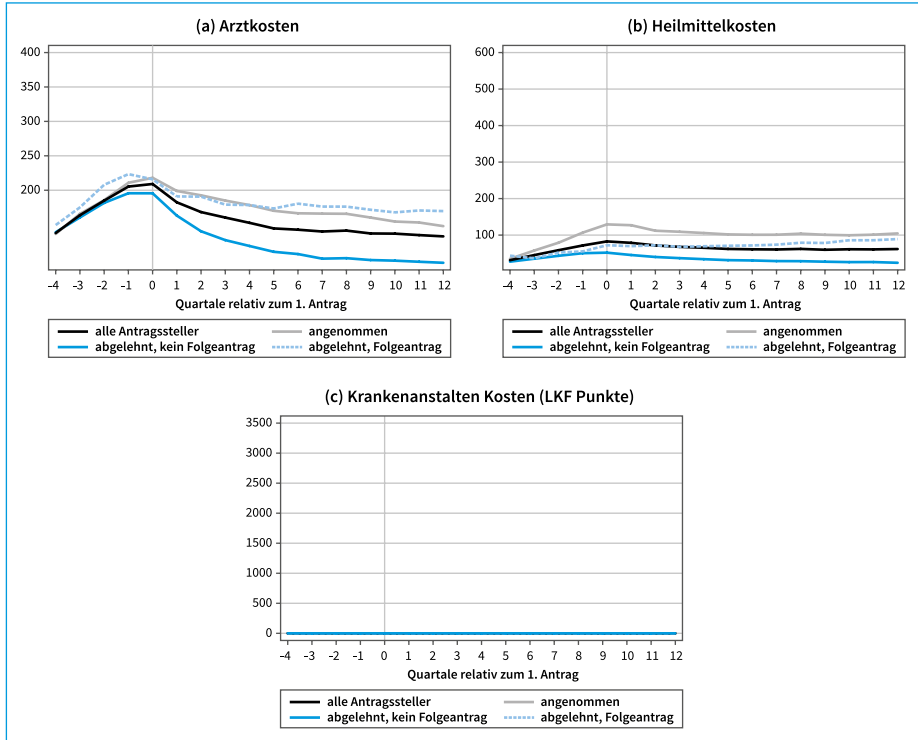 (a) Arztkosten
400
350
300
250
200
–4 –3 –2 –1 0 1 2 3 4 5 6 7 8 9 10 11 12
Quartale relativ zum 1. Antrag
alle Antragssteller angenommen
abgelehnt, kein Folgeantrag abgelehnt, Folgeantrag
(b) Heilmittelkosten
600
500
400
300
200
100
–4 –3 –2 –1 0 1 2 3 4 5 6 7 8 9 10 11 12
Quartale relativ zum 1. Antrag
alle Antragssteller angenommen
abgelehnt, kein Folgeantrag abgelehnt, Folgeantrag
(c) Krankenanstalten Kosten (LKF Punkte)
3500
3000
2500
2000
1500
1000
500
0
–4 –3 –2 –1 0 1 2 3 4 5 6 7 8 9 10 11 12
Quartale relativ zum 1. Antrag
alle Antragssteller angenommen
abgelehnt, kein Folgeantrag abgelehnt, Folgeantrag